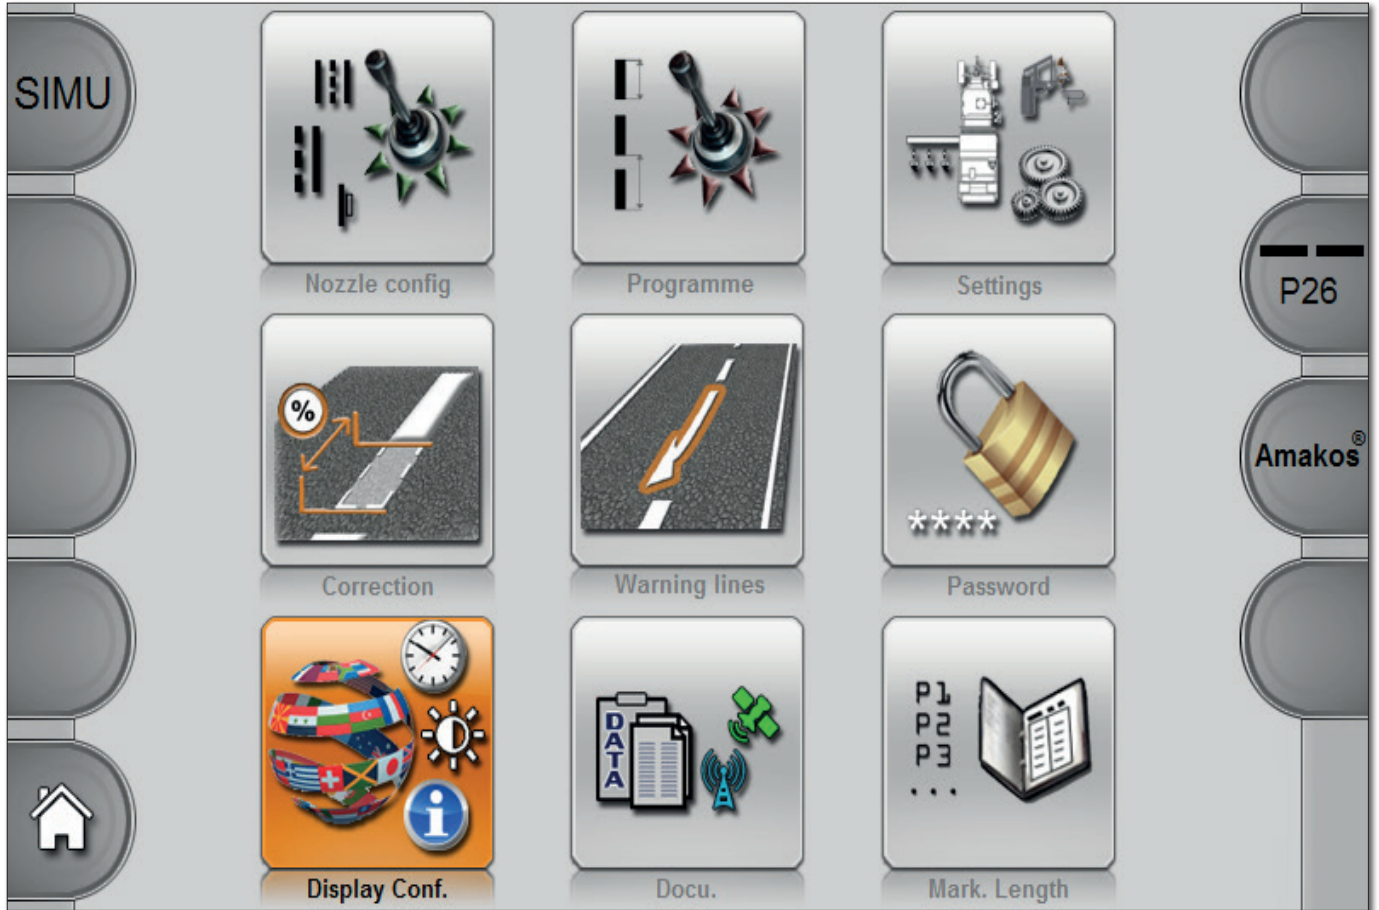 SIMU
Nozzle config
Programme
Settings
P26
%
Amakos®
****
Correction
Warning lines
Password
DATA
i
P1
P2
P3
...
Display Conf.
Docu.
Mark. Length